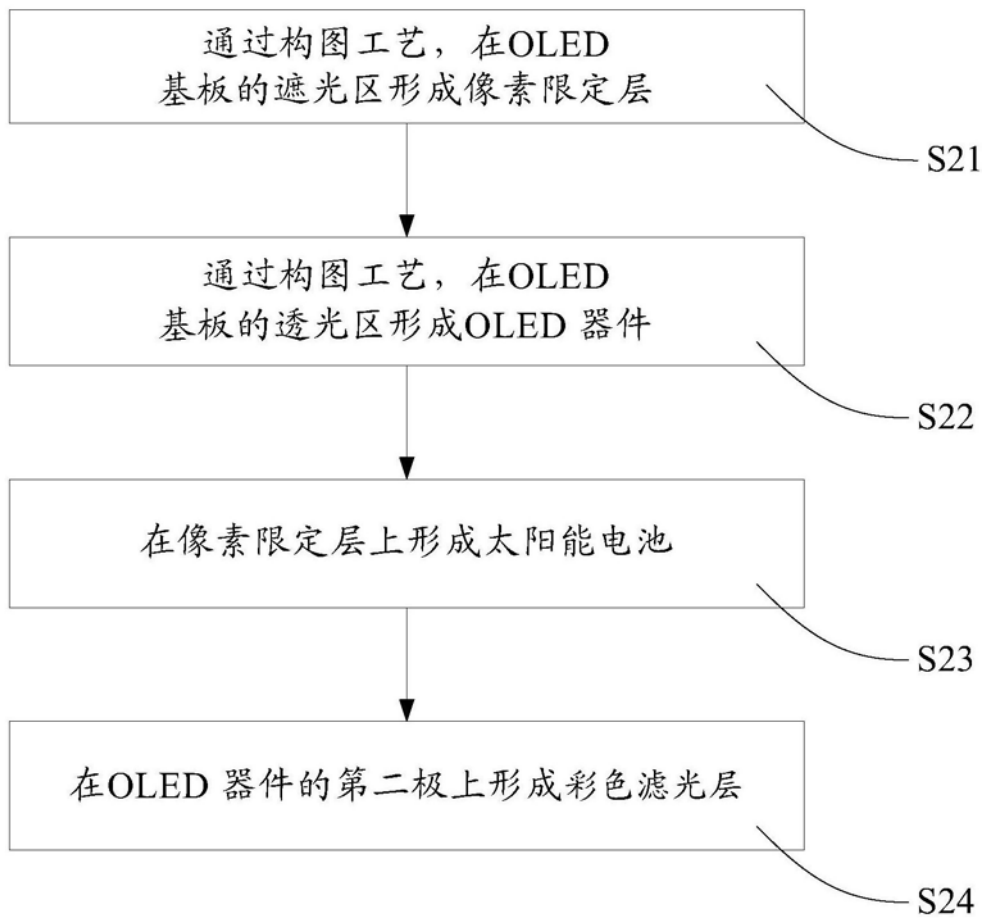 通过构图工艺，在OLED
基板的遮光区形成像素限定层
S21
通过构图工艺，在OLED
基板的透光区形成OLED 器件
S22
在像素限定层上形成太阳能电池
S23
在OLED 器件的第二极上形成彩色滤光层
S24